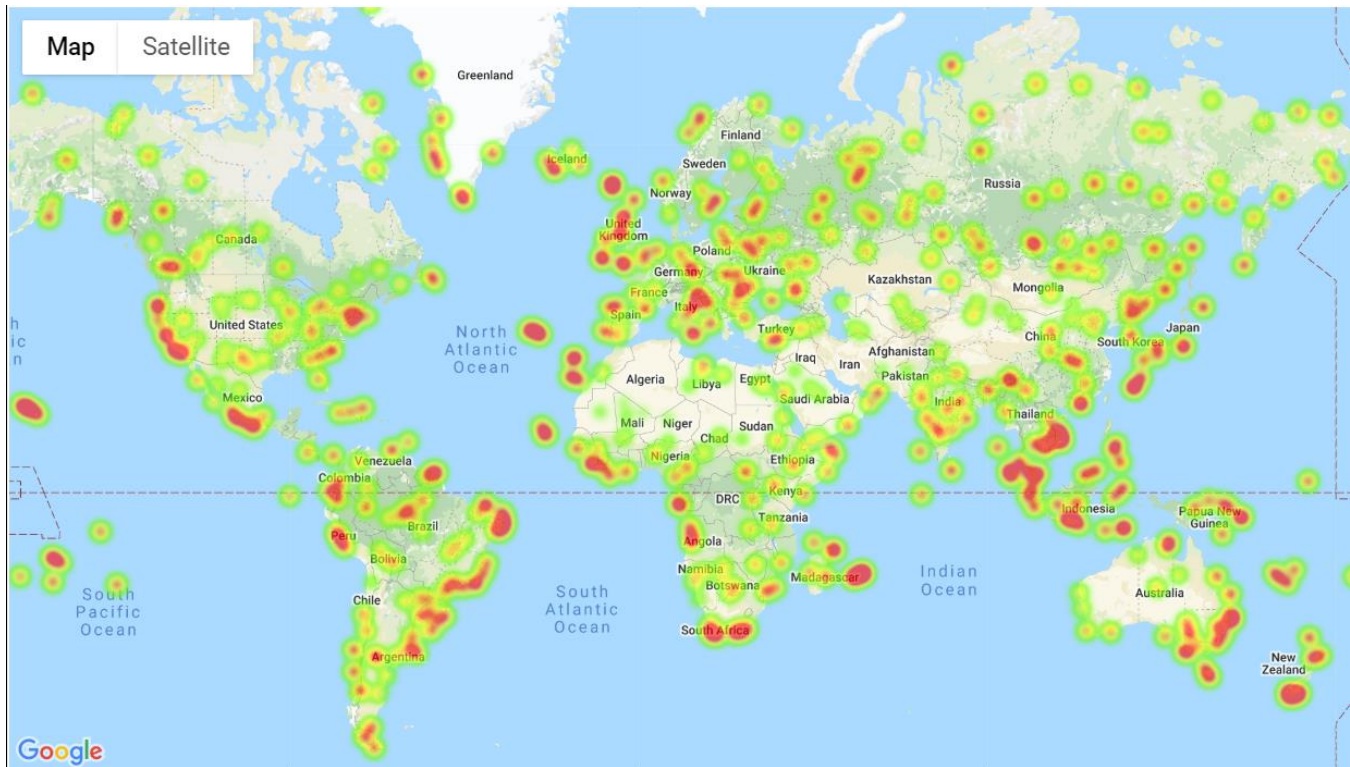 Map
Satellite
Greenland
Iceland
Finland
Sweden
Norway
Russia
United
Kingdom
Canada
Poland
Germany
Ukraine
Kazakhstan
Mongolia
France
Italy
Spain
United States
North
Atlantic
Ocean
Turkey
China
South Korea
Japan
Iraq
Iran
Afghanistan
Pakistan
Algeria
Libya
Egypt
Saudi Arabia
India
Mexico
Mali
Niger
Chad
Sudan
Thailand
Nigeria
Ethiopia
Venezuela
Colombia
DRC
Kenya
Tanzania
Indonesia
Papua New
Guinea
Brazil
Peru
Angola
Bolivia
Namibia
Botswana
Madagascar
Indian
Ocean
South
Pacific
Ocean
Chile
South
Atlantic
Ocean
Australia
South Africa
Argentina
New
Zealand
Google